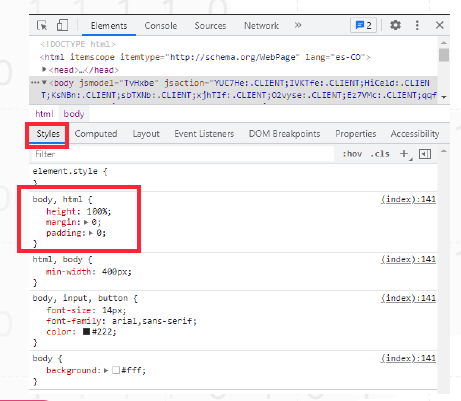 Elements Console Sources Network » 2
<!DOCTYPE html>
<html itemscope itemtype="http://schema.org/WebPage" lang="es-CO">
▶<head>…</head>
⋯▼<body jsmodel="TvHxbe" jsaction="YUC7He:.CLIENT;IVKTfe:.CLIENT;HiCeld:.CLIEN
T;KsNBn:.CLIENT;sbTXNb:.CLIENT;xjhTIf:.CLIENT;O2vyse:.CLIENT;Ez7VMc:.CLIENT;qqf
html body
Styles Computed Layout Event Listeners DOM Breakpoints Properties Accessibility
Filter :hov .cls +
element.style {
}
body, html { (index):141
height: 100%;
margin:▶ 0;
padding:▶ 0;
}
html, body { (index):141
min-width: 400px;
}
body, input, button { (index):141
font-size: 14px;
font-family: arial,sans-serif;
color: #222;
}
body { (index):141
background:▶ #fff;
}